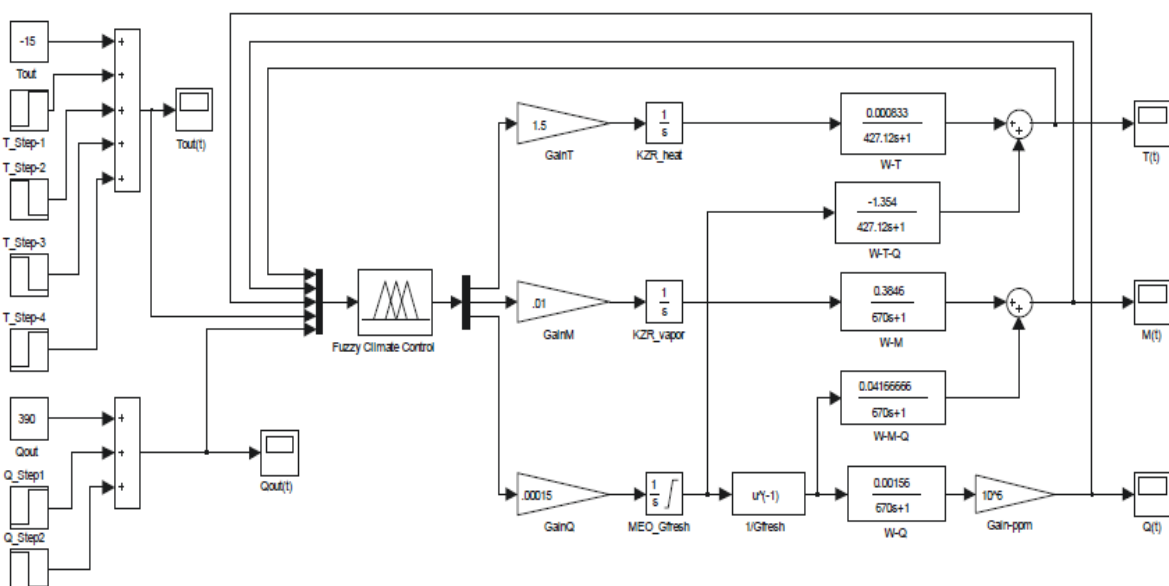 -15
Tout
T_Step-1
T_Step-2
T_Step-3
T_Step-4
+
+
+
+
+
Tout(t)
390
Qout
Q_Step1
Q_Step2
+
+
+
Qout(t)
Fuzzy Climate Control
1.5
GainT
1
s
KZR_heat
0.000833
427.12s+1
W-T
+
+
T(t)
-1.354
427.12s+1
W-T-Q
.01
GainM
1
s
KZR_vapor
0.3846
670s+1
W-M
+
+
M(t)
0.04166666
670s+1
W-M-Q
.00015
GainQ
1
s
MEO_Gfresh
u^(-1)
1/Gfresh
0.00156
670s+1
W-Q
10^6
Gain-ppm
Q(t)